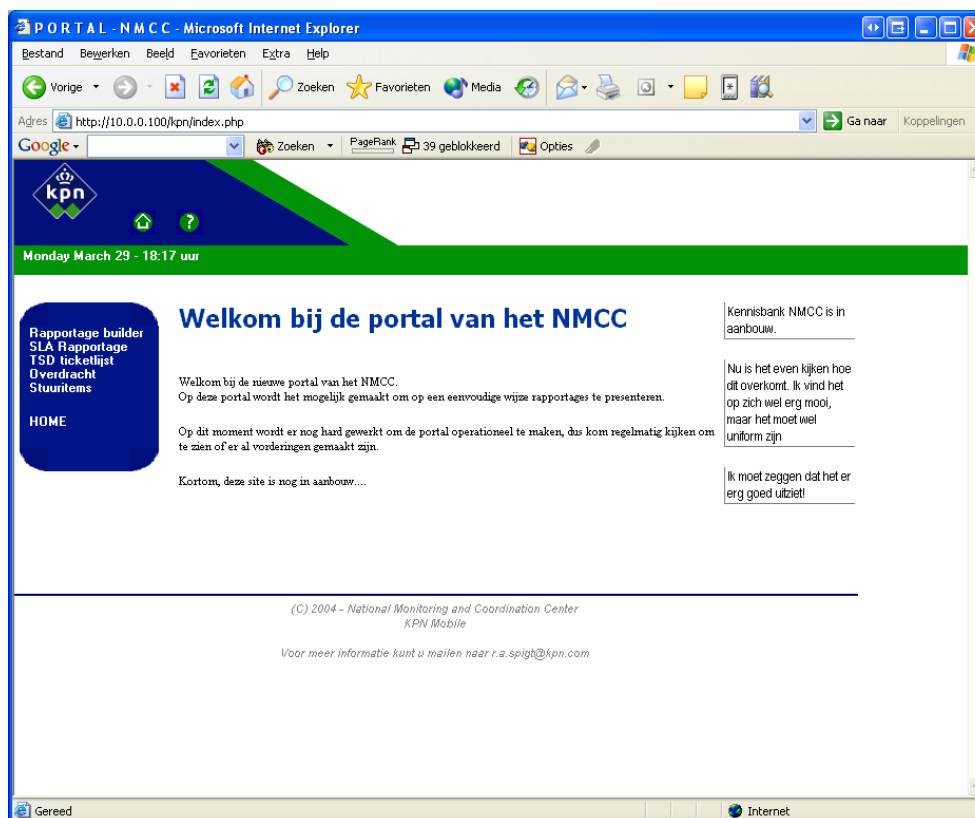 P O R T A L - N M C C - Microsoft Internet Explorer
Bestand Bewerken Beeld Favorieten Extra Help
Vorige Zoeken Favorieten Media
Adres http://10.0.0.100/kpn/index.php Ga naar Koppelingen
Google Zoeken PageRank 39 geblokkeerd Opties
kpn
Monday March 29 - 18:17 uur
Rapportage builder
SLA Rapportage
TSD ticketlijst
Overdracht
Stuuritems
HOME
Welkom bij de portal van het NMCC
Welkom bij de nieuwe portal van het NMCC.
Op deze portal wordt het mogelijk gemaakt om op een eenvoudige wijze rapportages te presenteren.
Op dit moment wordt er nog hard gewerkt om de portal operationeel te maken, dus kom regelmatig kijken om
te zien of er al vorderingen gemaakt zijn.
Kortom, deze site is nog in aanbouw....
Kennisbank NMCC is in
aanbouw.
Nu is het even kijken hoe
dit overkomt. Ik vind het
op zich wel erg mooi,
maar het moet wel
uniform zijn
Ik moet zeggen dat het er
erg goed uitziet!
(C) 2004 - National Monitoring and Coordination Center
KPN Mobile
Voor meer informatie kunt u mailen naar r.a.spigt@kpn.com
Gereed Internet